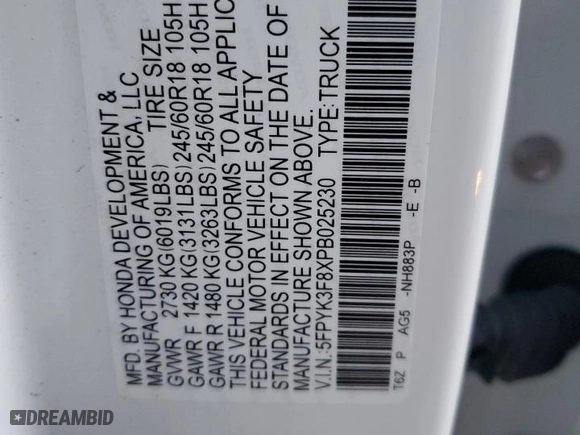 MFD. BY HONDA DEVELOPMENT &
MANUFACTURING OF AMERICA, LLC
GVWR 2730 KG(6019LBS) TIRE SIZE
GAWR F 1420 KG(3131LBS)245/60R18 105H
GAWR R 1480 KG(3263LBS)245/60R18 105H
THIS VEHICLE CONFORMS TO ALL APPLIC
FEDERAL MOTOR VEHICLE SAFETY
STANDARDS IN EFFECT ON THE DATE OF
MANUFACTURE SHOWN ABOVE.
V.I.N.:5FPYK3F8XPB025230 TYPE:TRUCK
T6Z P AG5 -NH883P -E -B
DREAMBID